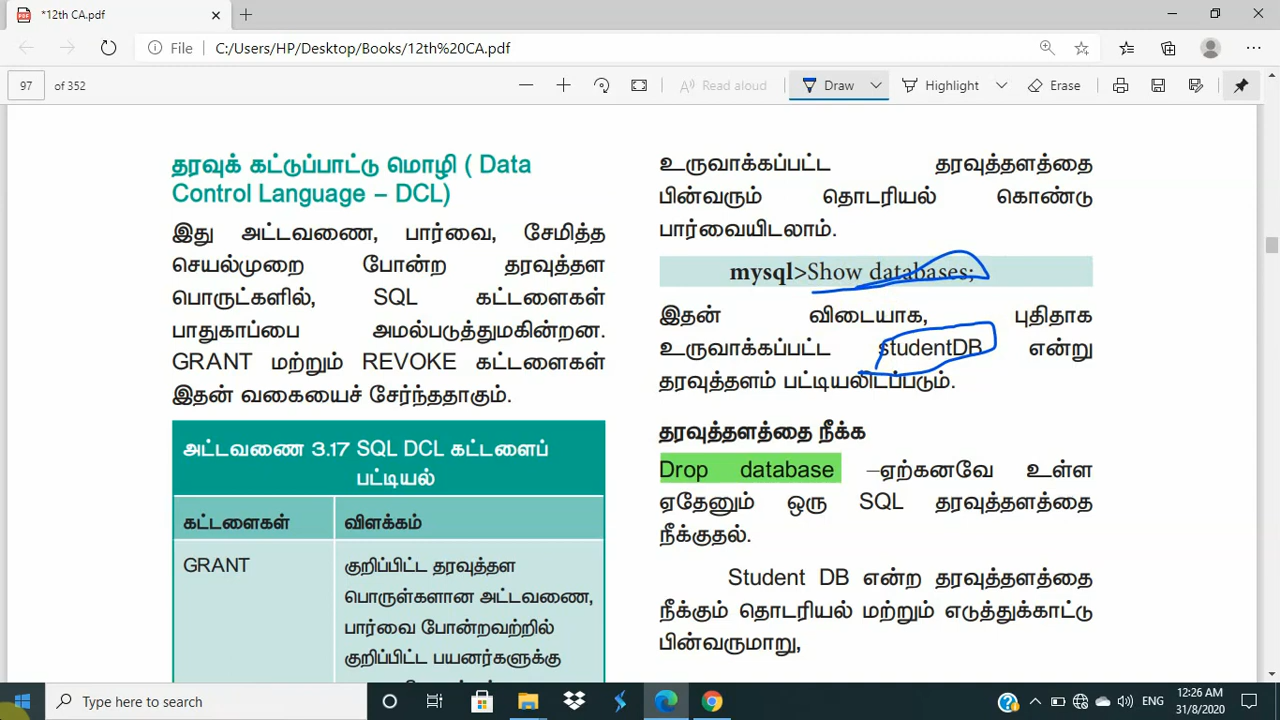 *12th CA.pdf
File
C:/Users/HP/Desktop/Books/12th%20CA.pdf
97 of 352
Read aloud
Draw
Highlight
Erase
தரவுக் கட்டுப்பாட்டு மொழி ( Data
Control Language – DCL)
இது அட்டவணை, பார்வை, சேமித்த
செயல்முறை போன்ற தரவுத்தள
பொருட்களில், SQL கட்டளைகள்
பாதுகாப்பை அமல்படுத்துமகின்றன.
GRANT மற்றும் REVOKE கட்டளைகள்
இதன் வகையைச் சேர்ந்ததாகும்.
அட்டவணை 3.17 SQL DCL கட்டளைப்
பட்டியல்
கட்டளைகள்
விளக்கம்
GRANT
குறிப்பிட்ட தரவுத்தள
பொருள்களான அட்டவணை,
பார்வை போன்றவற்றில்
குறிப்பிட்ட பயனர்களுக்கு
உருவாக்கப்பட்ட தரவுத்தளத்தை
பின்வரும் தொடரியல் கொண்டு
பார்வையிடலாம்.
mysql>Show databases;
இதன் விடையாக, புதிதாக
உருவாக்கப்பட்ட studentDB என்று
தரவுத்தளம் பட்டியலிடப்படும்.
தரவுத்தளத்தை நீக்க
Drop database –ஏற்கனவே உள்ள
ஏதேனும் ஒரு SQL தரவுத்தளத்தை
நீக்குதல்.
Student DB என்ற தரவுத்தளத்தை
நீக்கும் தொடரியல் மற்றும் எடுத்துக்காட்டு
பின்வருமாறு,
Type here to search
ENG
12:26 AM
31/8/2020